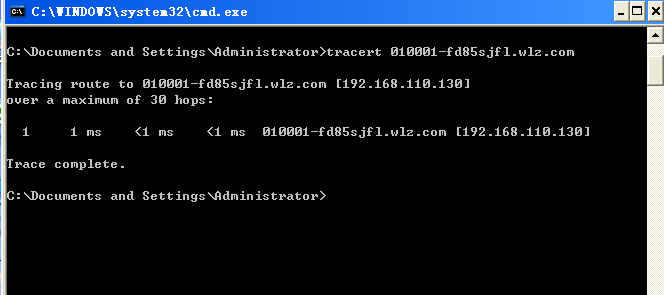 C:\WINDOWS\system32\cmd.exe
C:\Documents and Settings\Administrator>tracert 010001-fd85sjfl.wlz.com
Tracing route to 010001-fd85sjfl.wlz.com [192.168.110.130]
over a maximum of 30 hops:
1 1 ms <1 ms <1 ms 010001-fd85sjfl.wlz.com [192.168.110.130]
Trace complete.
C:\Documents and Settings\Administrator>